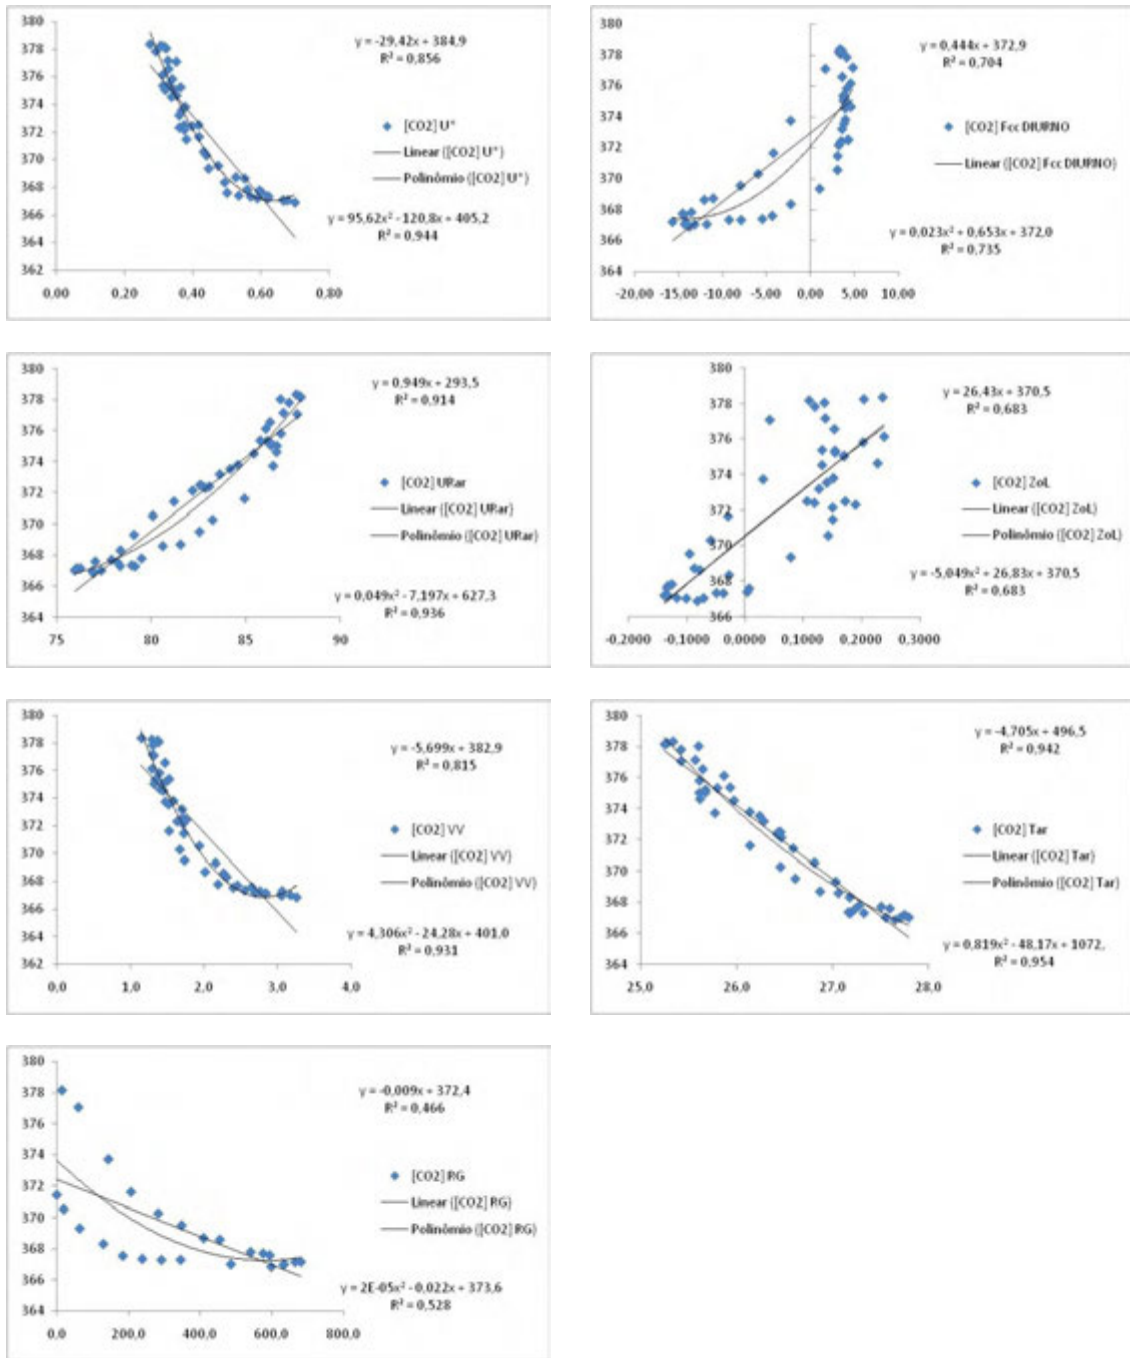 380
378
376
374
372
370
368
366
364
362
0,00 0,20 0,40 0,60 0,80
y = -29,42x + 384,9
R² = 0,856
[CO2] U*
Linear ([CO2] U*)
Polinômio ([CO2] U*)
y = 95,62x² - 120,8x + 405,2
R² = 0,944
380
378
376
374
372
370
368
366
364
-20,00 -15,00 -10,00 -5,00 0,00 5,00 10,00
y = 0,444x + 372,9
R² = 0,704
[CO2] Fcc DIURNO
Linear ([CO2] Fcc DIURNO)
y = 0,023x² + 0,653x + 372,0
R² = 0,735
380
378
376
374
372
370
368
366
364
75 80 85 90
y = 0,949x + 293,5
R² = 0,914
[CO2] URar
Linear ([CO2] URar)
Polinômio ([CO2] URar)
y = 0,049x² - 7,197x + 627,3
R² = 0,936
380
378
376
374
372
370
368
366
-0,2000 -0,1000 0,0000 0,1000 0,2000 0,3000
y = 26,43x + 370,5
R² = 0,683
[CO2] ZoL
Linear ([CO2] ZoL)
Polinômio ([CO2] ZoL)
y = -5,049x² + 26,83x + 370,5
R² = 0,683
380
378
376
374
372
370
368
366
364
362
0,0 1,0 2,0 3,0 4,0
y = -5,699x + 382,9
R² = 0,815
[CO2] VV
Linear ([CO2] VV)
Polinômio ([CO2] VV)
y = 4,306x² - 24,28x + 401,0
R² = 0,931
380
378
376
374
372
370
368
366
364
25,0 26,0 27,0 28,0
y = -4,705x + 496,5
R² = 0,942
[CO2] Tar
Linear ([CO2] Tar)
Polinômio ([CO2] Tar)
y = 0,819x² - 48,17x + 1072,
R² = 0,954
380
378
376
374
372
370
368
366
364
0,0 200,0 400,0 600,0 800,0
y = -0,009x + 372,4
R² = 0,466
[CO2] RG
Linear ([CO2] RG)
Polinômio ([CO2] RG)
y = 2E-05x² - 0,022x + 373,6
R² = 0,528